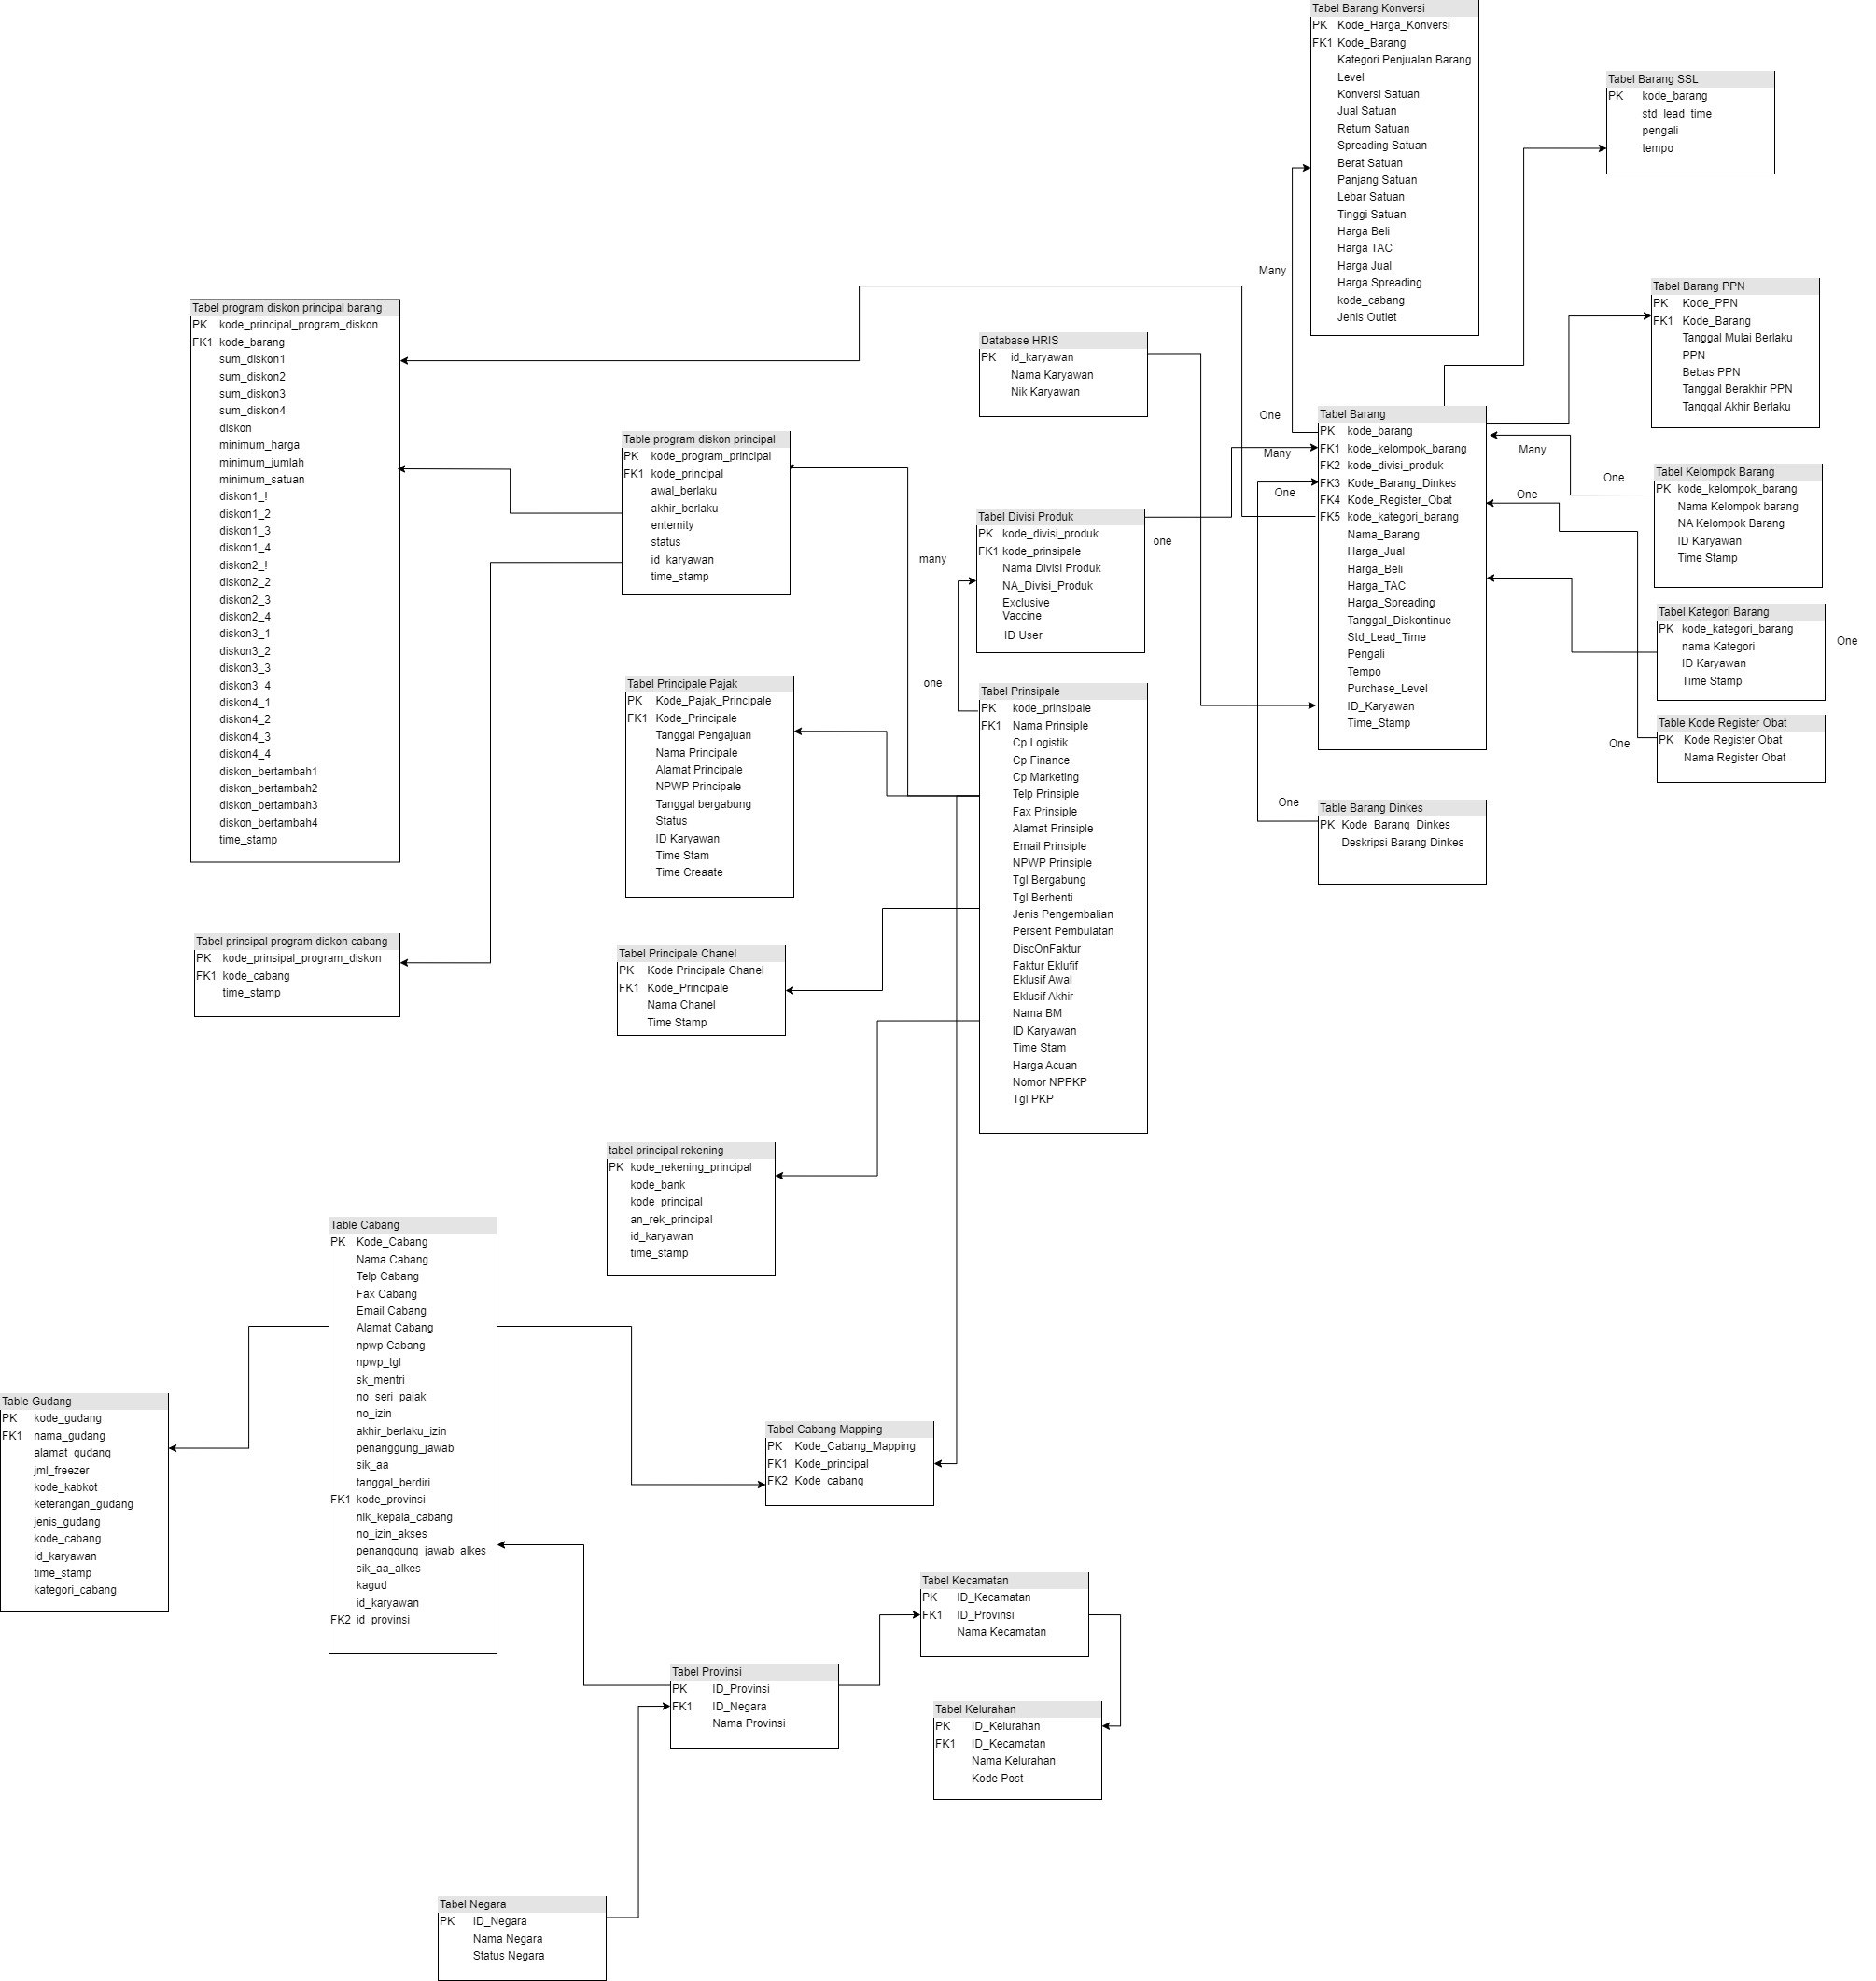 Tabel Barang Konversi
PK Kode_Harga_Konversi
FK1 Kode_Barang
Kategori Penjualan Barang
Level
Konversi Satuan
Jual Satuan
Return Satuan
Spreading Satuan
Berat Satuan
Panjang Satuan
Lebar Satuan
Tinggi Satuan
Harga Beli
Harga TAC
Harga Jual
Harga Spreading
kode_cabang
Jenis Outlet
Tabel Barang SSL
PK kode_barang
std_lead_time
pengali
tempo
Many
One
Tabel Barang PPN
PK Kode_PPN
FK1 Kode_Barang
Tanggal Mulai Berlaku
PPN
Bebas PPN
Tanggal Berakhir PPN
Tanggal Akhir Berlaku
Tabel program diskon principal barang
PK kode_principal_program_diskon
FK1 kode_barang
sum_diskon1
sum_diskon2
sum_diskon3
sum_diskon4
diskon
minimum_harga
minimum_jumlah
minimum_satuan
diskon1_!
diskon1_2
diskon1_3
diskon1_4
diskon2_!
diskon2_2
diskon2_3
diskon2_4
diskon3_1
diskon3_2
diskon3_3
diskon3_4
diskon4_1
diskon4_2
diskon4_3
diskon4_4
diskon_bertambah1
diskon_bertambah2
diskon_bertambah3
diskon_bertambah4
time_stamp
Database HRIS
PK id_karyawan
Nama Karyawan
Nik Karyawan
Table program diskon principal
PK kode_program_principal
FK1 kode_principal
awal_berlaku
akhir_berlaku
enternity
status
id_karyawan
time_stamp
Tabel Barang
PK kode_barang
FK1 kode_kelompok_barang
FK2 kode_divisi_produk
FK3 Kode_Barang_Dinkes
FK4 Kode_Register_Obat
FK5 kode_kategori_barang
Nama_Barang
Harga_Jual
Harga_Beli
Harga_TAC
Harga_Spreading
Tanggal_Diskontinue
Std_Lead_Time
Pengali
Tempo
Purchase_Level
ID_Karyawan
Time_Stamp
Many
One
Many
One
One
Tabel Kelompok Barang
PK kode_kelompok_barang
Nama Kelompok barang
NA Kelompok Barang
ID Karyawan
Time Stamp
Tabel Divisi Produk
PK kode_divisi_produk
FK1 kode_prinsipale
Nama Divisi Produk
NA_Divisi_Produk
Exclusive
Vaccine
ID User
one
many
one
Tabel Kategori Barang
PK kode_kategori_barang
nama Kategori
ID Karyawan
Time Stamp
One
Table Kode Register Obat
PK Kode Register Obat
Nama Register Obat
One
Tabel Principale Pajak
PK Kode_Pajak_Principale
FK1 Kode_Principale
Tanggal Pengajuan
Nama Principale
Alamat Principale
NPWP Principale
Tanggal bergabung
Status
ID Karyawan
Time Stam
Time Creaate
Tabel Prinsipale
PK kode_prinsipale
FK1 Nama Prinsiple
Cp Logistik
Cp Finance
Cp Marketing
Telp Prinsiple
Fax Prinsiple
Alamat Prinsiple
Email Prinsiple
NPWP Prinsiple
Tgl Bergabung
Tgl Berhenti
Jenis Pengembalian
Persent Pembulatan
DiscOnFaktur
Faktur Eklufif
Eklusif Awal
Eklusif Akhir
Nama BM
ID Karyawan
Time Stam
Harga Acuan
Nomor NPPKP
Tgl PKP
One
Table Barang Dinkes
PK Kode_Barang_Dinkes
Deskripsi Barang Dinkes
Tabel prinsipal program diskon cabang
PK kode_prinsipal_program_diskon
FK1 kode_cabang
time_stamp
Tabel Principale Chanel
PK Kode Principale Chanel
FK1 Kode_Principale
Nama Chanel
Time Stamp
tabel principal rekening
PK kode_rekening_principal
kode_bank
kode_principal
an_rek_principal
id_karyawan
time_stamp
Table Cabang
PK Kode_Cabang
Nama Cabang
Telp Cabang
Fax Cabang
Email Cabang
Alamat Cabang
npwp Cabang
npwp_tgl
sk_mentri
no_seri_pajak
no_izin
akhir_berlaku_izin
penanggung_jawab
sik_aa
tanggal_berdiri
FK1 kode_provinsi
nik_kepala_cabang
no_izin_akses
penanggung_jawab_alkes
sik_aa_alkes
kagud
id_karyawan
FK2 id_provinsi
Table Gudang
PK kode_gudang
FK1 nama_gudang
alamat_gudang
jml_freezer
kode_kabkot
keterangan_gudang
jenis_gudang
kode_cabang
id_karyawan
time_stamp
kategori_cabang
Tabel Cabang Mapping
PK Kode_Cabang_Mapping
FK1 Kode_principal
FK2 Kode_cabang
Tabel Kecamatan
PK ID_Kecamatan
FK1 ID_Provinsi
Nama Kecamatan
Tabel Provinsi
PK ID_Provinsi
FK1 ID_Negara
Nama Provinsi
Tabel Kelurahan
PK ID_Kelurahan
FK1 ID_Kecamatan
Nama Kelurahan
Kode Post
Tabel Negara
PK ID_Negara
Nama Negara
Status Negara